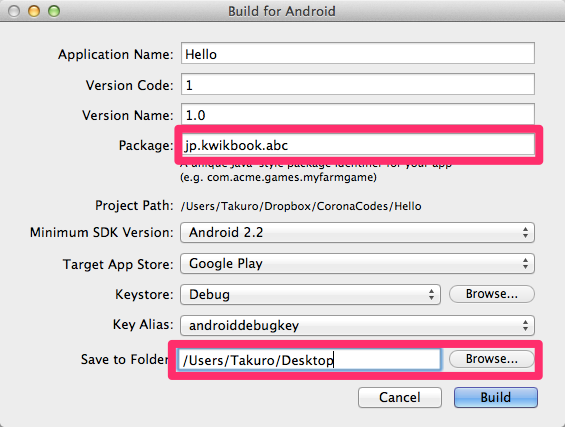 Build for Android
Application Name: Hello
Version Code: 1
Version Name: 1.0
Package: jp.kwikbook.abc
A unique Java-style package identifier for your app
(e.g. com.acme.games.myfarmgame)
Project Path: /Users/Takuro/Dropbox/CoronaCodes/Hello
Minimum SDK Version: Android 2.2
Target App Store: Google Play
Keystore: Debug Browse...
Key Alias: androiddebugkey
Save to Folder /Users/Takuro/Desktop Browse...
Cancel Build